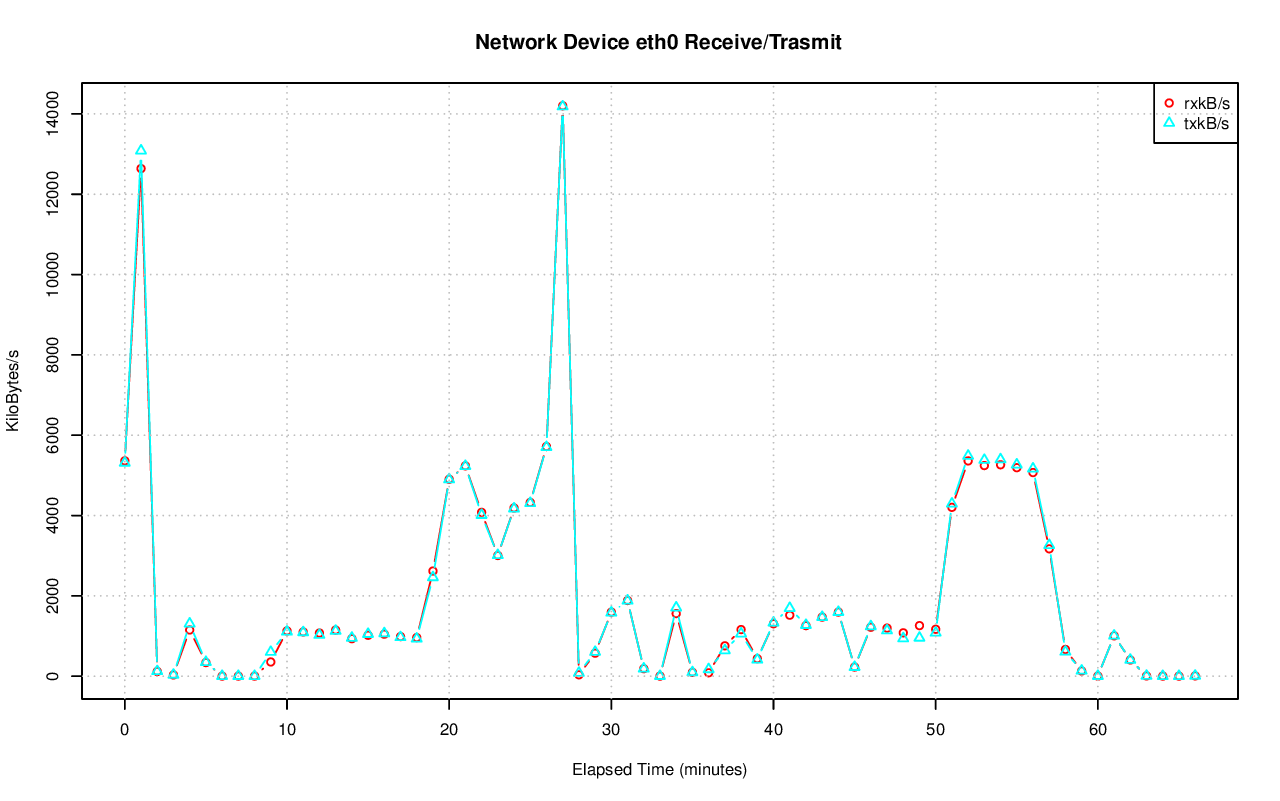 Network Device eth0 Receive/Trasmit
rxkB/s
txkB/s
KiloBytes/s
14000
12000
10000
8000
6000
4000
2000
0
0 10 20 30 40 50 60
Elapsed Time (minutes)